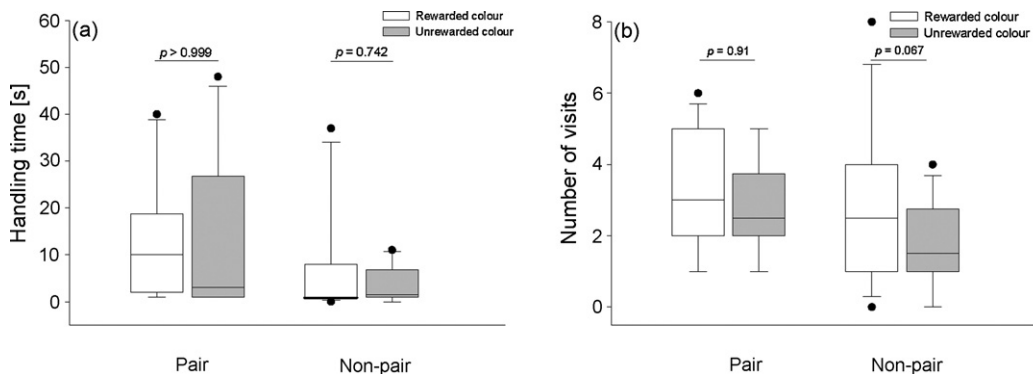 (a)
Rewarded colour
Unrewarded colour
Handling time [s]
60
50
40
30
20
10
0
p > 0.999
p = 0.742
Pair
Non-pair
(b)
Rewarded colour
Unrewarded colour
Number of visits
8
6
4
2
0
p = 0.91
p = 0.067
Pair
Non-pair